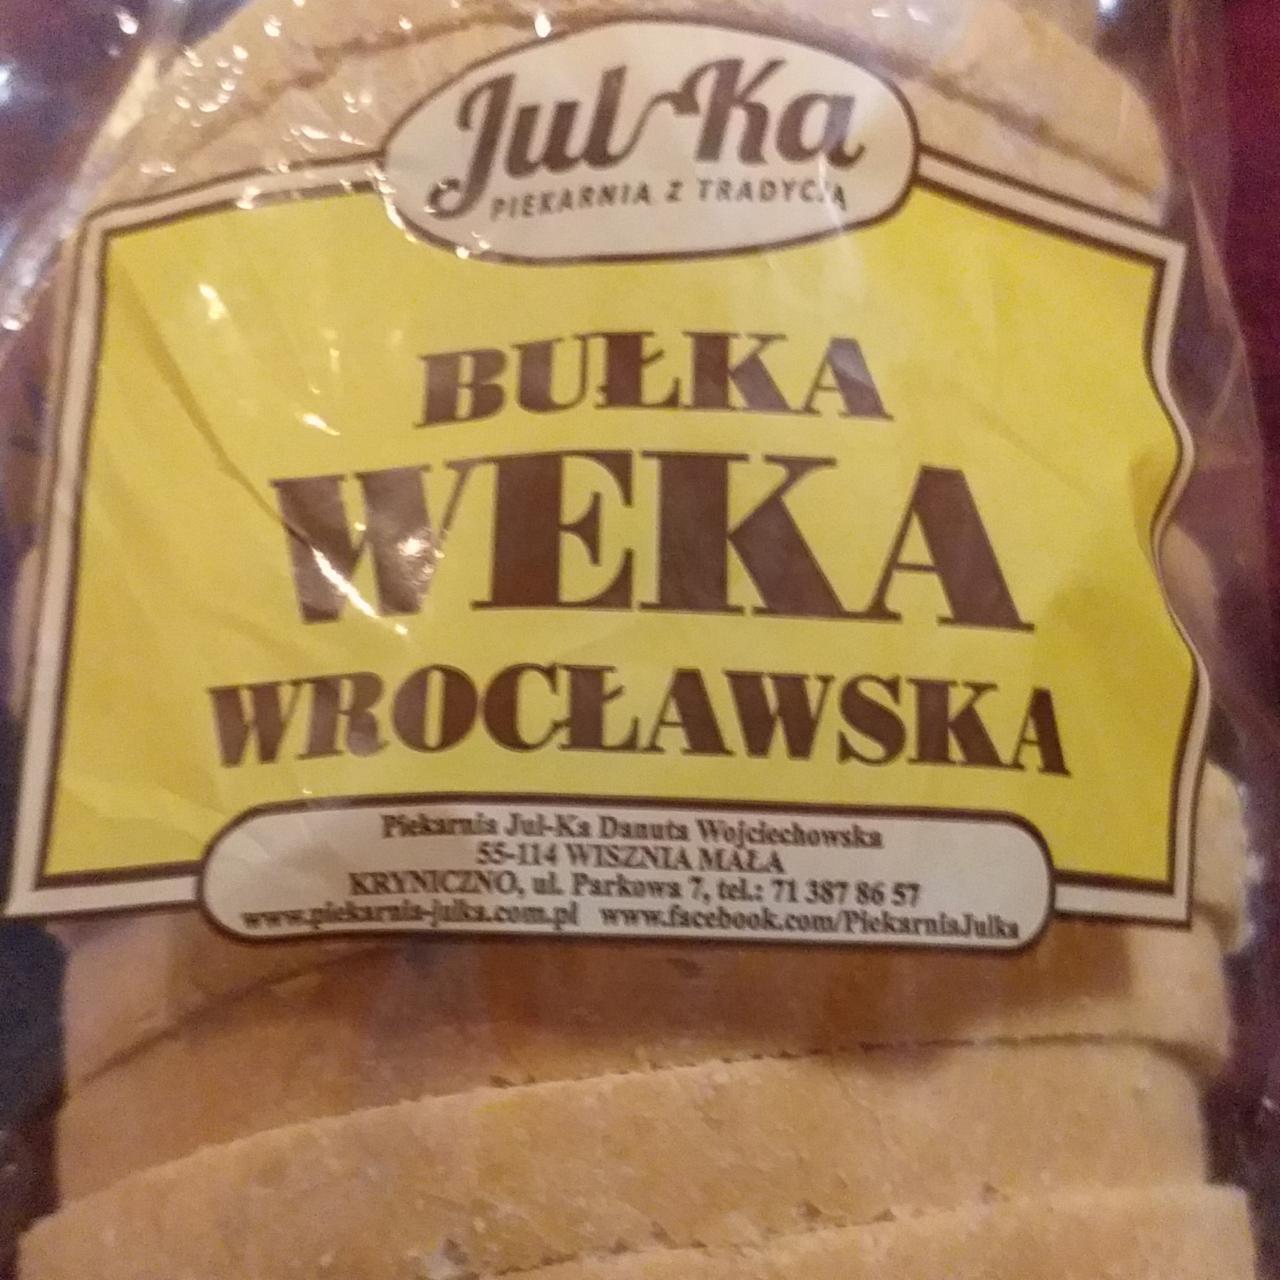 Jul-Ka
PIEKARNIA Z TRADYCJĄ
BUŁKA
WEKA
WROCŁAWSKA
Piekarnia Jul-Ka Danuta Wojciechowska
55-114 WISZNIA MAŁA
KRYNICZNO, ul. Parkowa 7, tel.: 71 387 86 57
www.piekarnia-julka.com.pl www.facebook.com/PiekarniaJulka